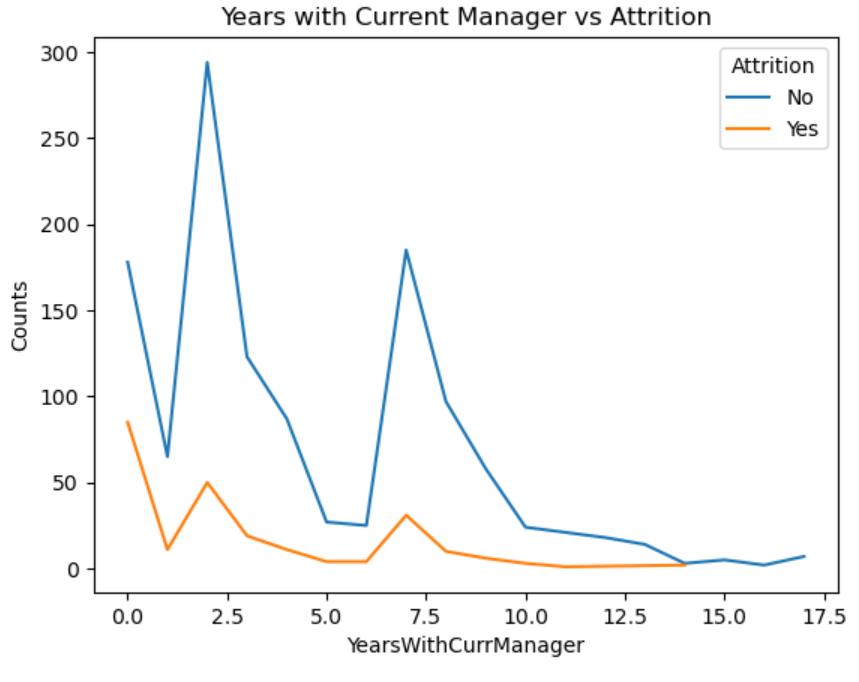 Years with Current Manager vs Attrition
300
250
200
150
100
50
0
Counts
Attrition
No
Yes
0.0 2.5 5.0 7.5 10.0 12.5 15.0 17.5
YearsWithCurrManager